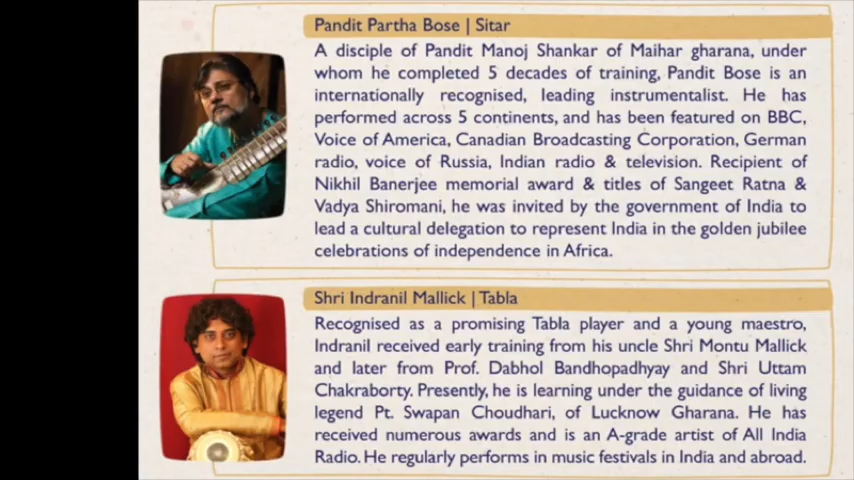 Pandit Partha Bose | Sitar
A disciple of Pandit Manoj Shankar of Maihar gharana, under
whom he completed 5 decades of training, Pandit Bose is an
internationally recognised, leading instrumentalist. He has
performed across 5 continents, and has been featured on BBC,
Voice of America, Canadian Broadcasting Corporation, German
radio, voice of Russia, Indian radio & television. Recipient of
Nikhil Banerjee memorial award & titles of Sangeet Ratna &
Vadya Shiromani, he was invited by the government of India to
lead a cultural delegation to represent India in the golden jubilee
celebrations of independence in Africa.
Shri Indranil Mallick | Tabla
Recognised as a promising Tabla player and a young maestro,
Indranil received early training from his uncle Shri Montu Mallick
and later from Prof. Dabhol Bandhopadhyay and Shri Uttam
Chakraborty. Presently, he is learning under the guidance of living
legend Pt. Swapan Choudhari, of Lucknow Gharana. He has
received numerous awards and is an A-grade artist of All India
Radio. He regularly performs in music festivals in India and abroad.